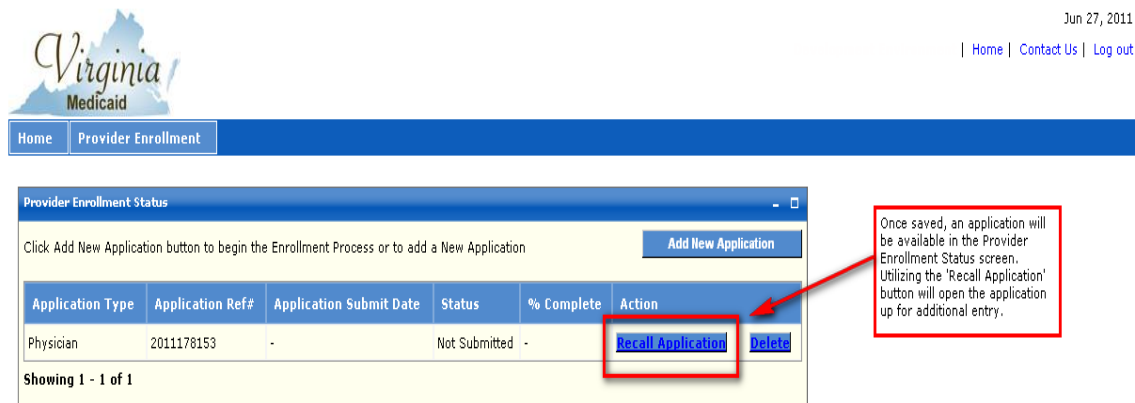 Jun 27, 2011
| Home | Contact Us | Log out
Virginia
Medicaid
Home Provider Enrollment
Provider Enrollment Status
Click Add New Application button to begin the Enrollment Process or to add a New Application
Add New Application
Application Type Application Ref# Application Submit Date Status % Complete Action
Physician 2011178153 - Not Submitted - Recall Application Delete
Showing 1 - 1 of 1
Once saved, an application will
be available in the Provider
Enrollment Status screen.
Utilizing the 'Recall Application'
button will open the application
up for additional entry.